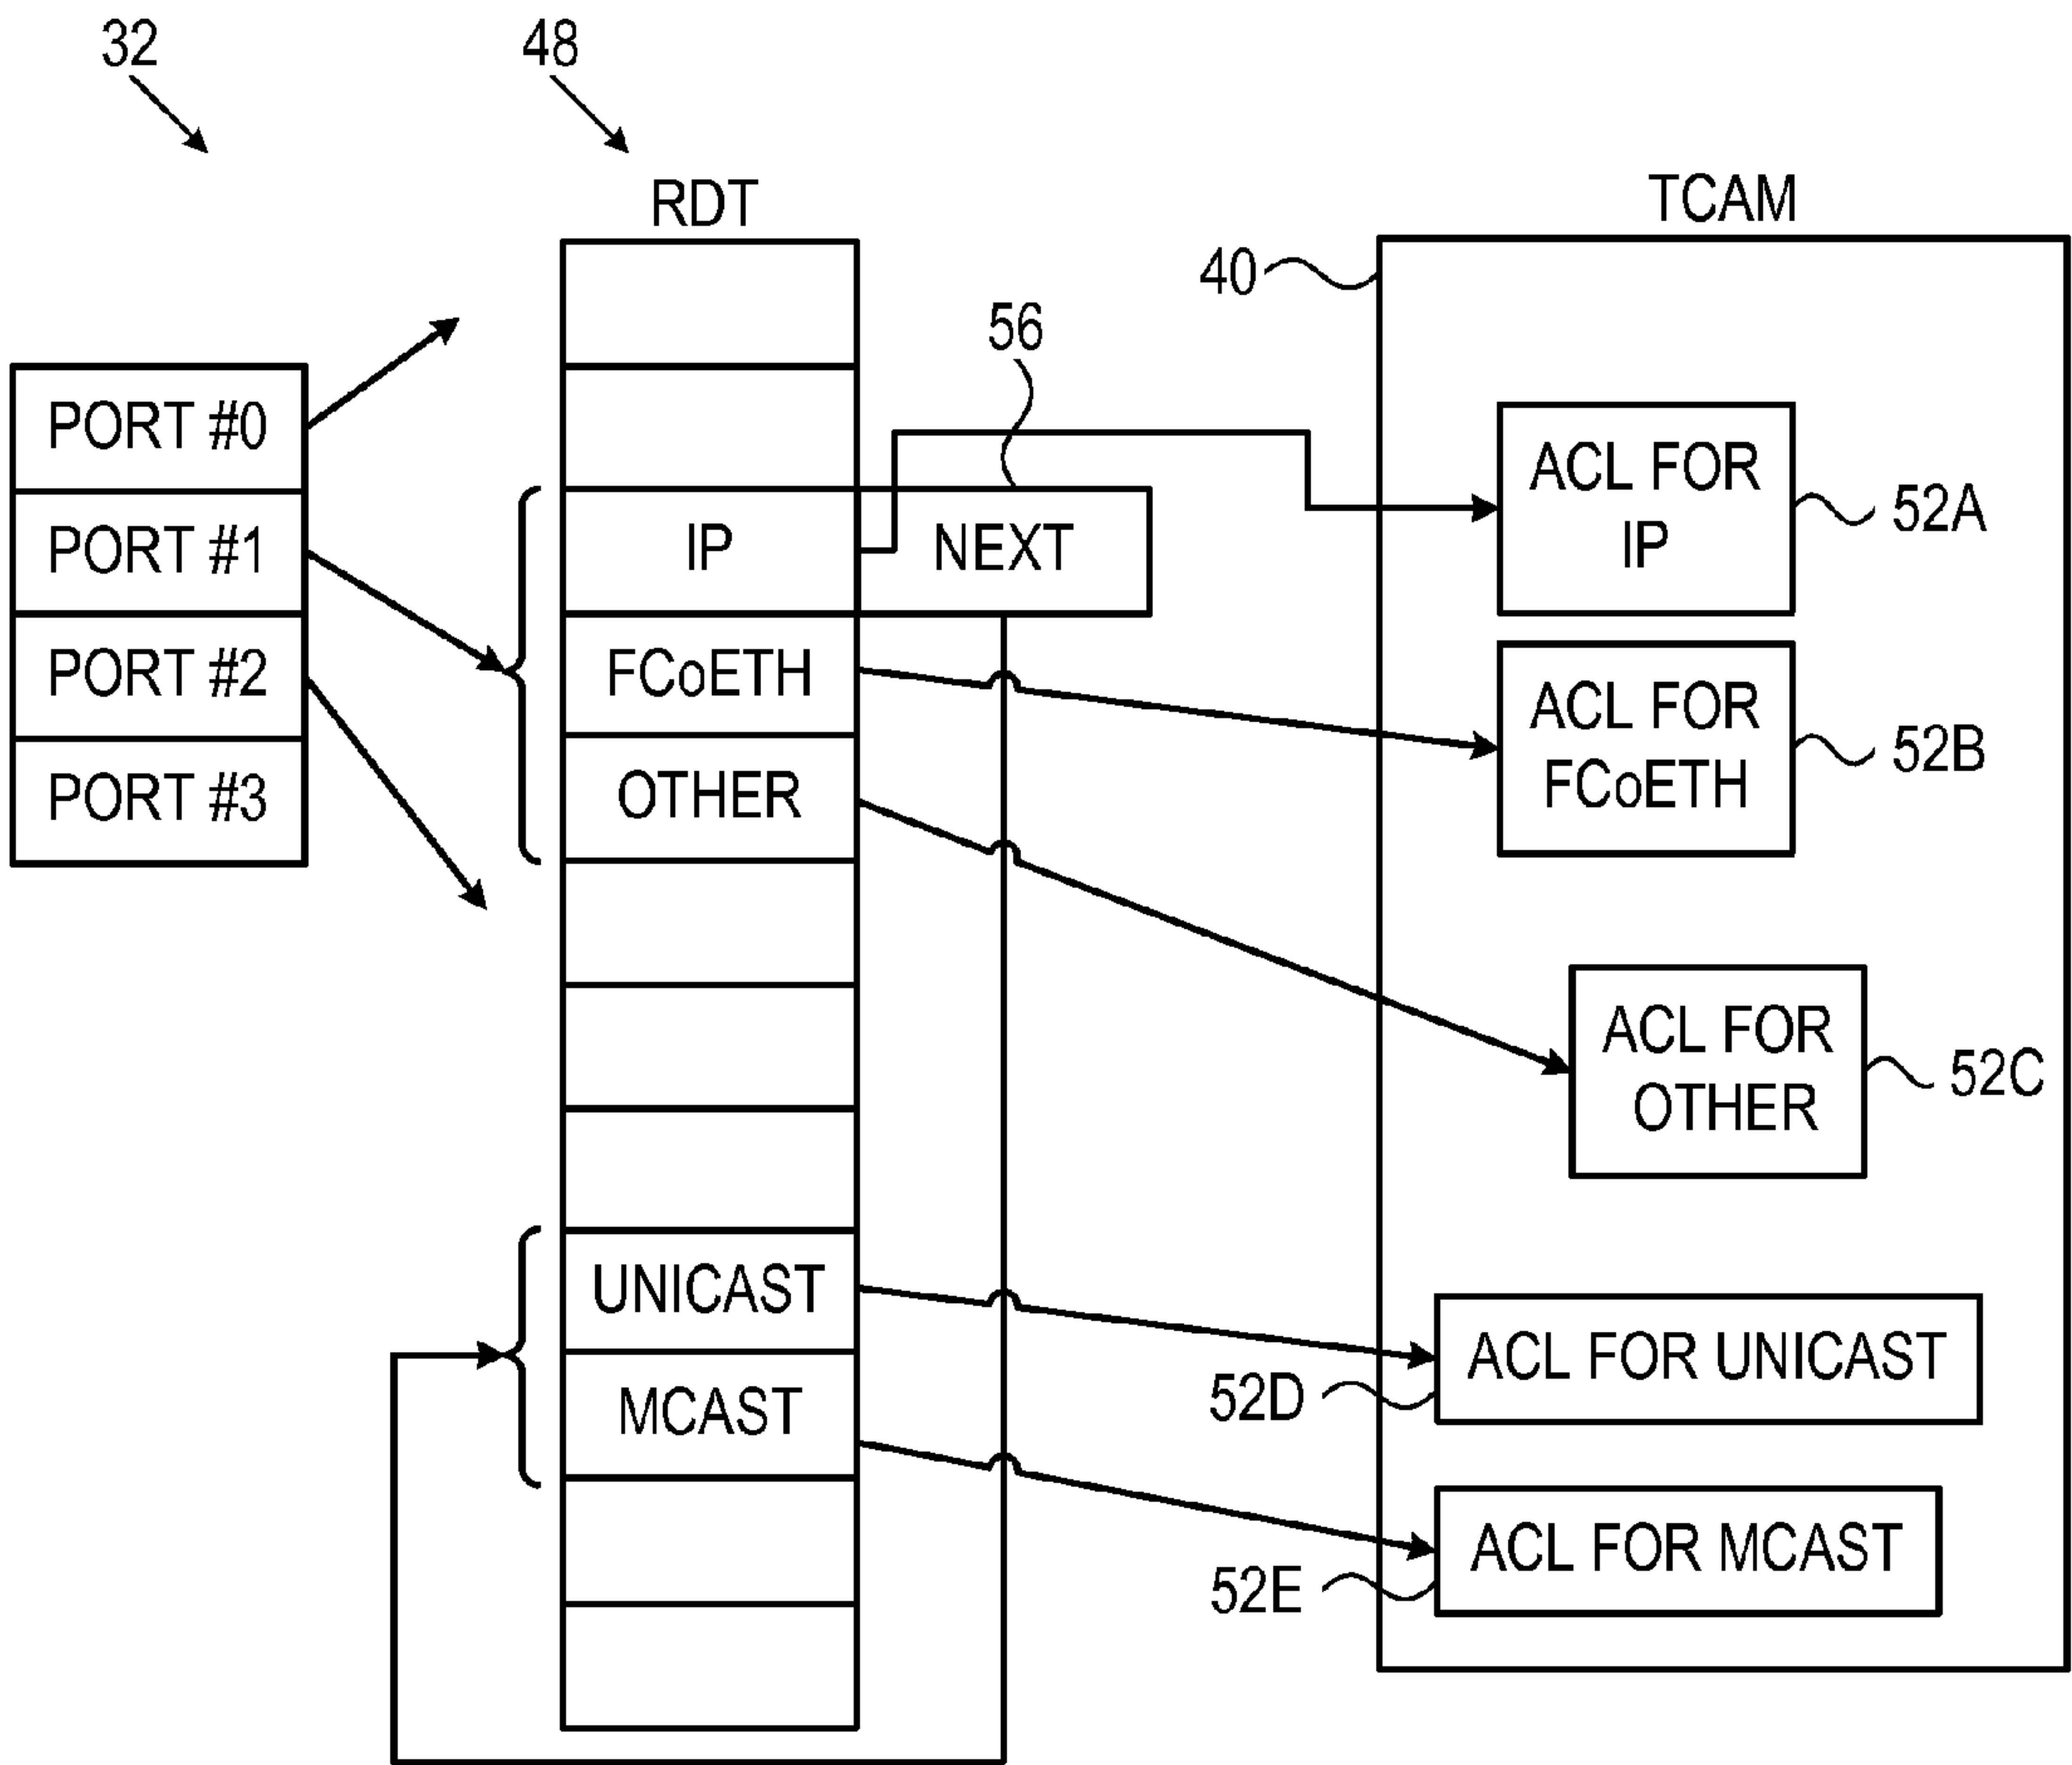 32
48
RDT
TCAM
40
56
PORT #0
PORT #1
PORT #2
PORT #3
IP
NEXT
FCoETH
OTHER
UNICAST
MCAST
ACL FOR
IP
52A
ACL FOR
FCoETH
52B
ACL FOR
OTHER
52C
ACL FOR UNICAST
52D
ACL FOR MCAST
52E